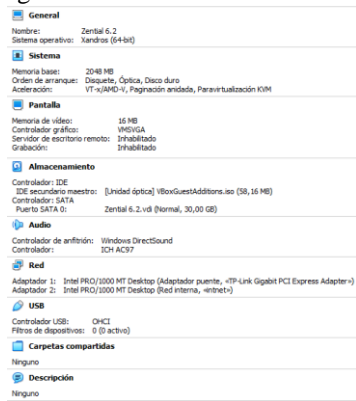 General
Nombre: Zential 6.2
Sistema operativo: Xandros (64-bit)
Sistema
Memoria base: 2048 MB
Orden de arranque: Disquete, Óptica, Disco duro
Aceleración: VT-x/AMD-V, Paginación anidada, Paravirtualización KVM
Pantalla
Memoria de vídeo: 16 MB
Controlador gráfico: VMSVGA
Servidor de escritorio remoto: Inhabilitado
Grabación: Inhabilitado
Almacenamiento
Controlador: IDE
IDE secundario maestro: [Unidad óptica] VBoxGuestAdditions.iso (58,16 MB)
Controlador: SATA
Puerto SATA 0: Zential 6.2.vdi (Normal, 30,00 GB)
Audio
Controlador de anfitrión: Windows DirectSound
Controlador: ICH AC97
Red
Adaptador 1: Intel PRO/1000 MT Desktop (Adaptador puente, «TP-Link Gigabit PCI Express Adapter»)
Adaptador 2: Intel PRO/1000 MT Desktop (Red interna, «intnet»)
USB
Controlador USB: OHCI
Filtros de dispositivos: 0 (0 activo)
Carpetas compartidas
Ninguno
Descripción
Ninguno